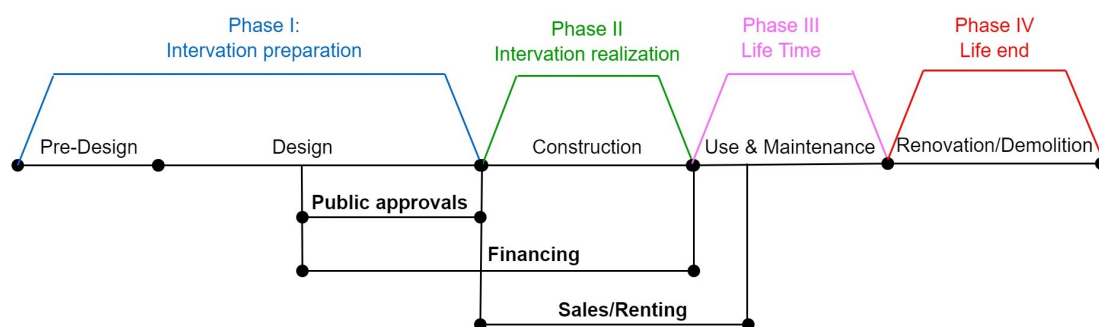 Phase I:
Intervation preparation
Phase II
Intervation realization
Phase III
Life Time
Phase IV
Life end
Pre-Design
Design
Construction
Use & Maintenance
Renovation/Demolition
Public approvals
Financing
Sales/Renting